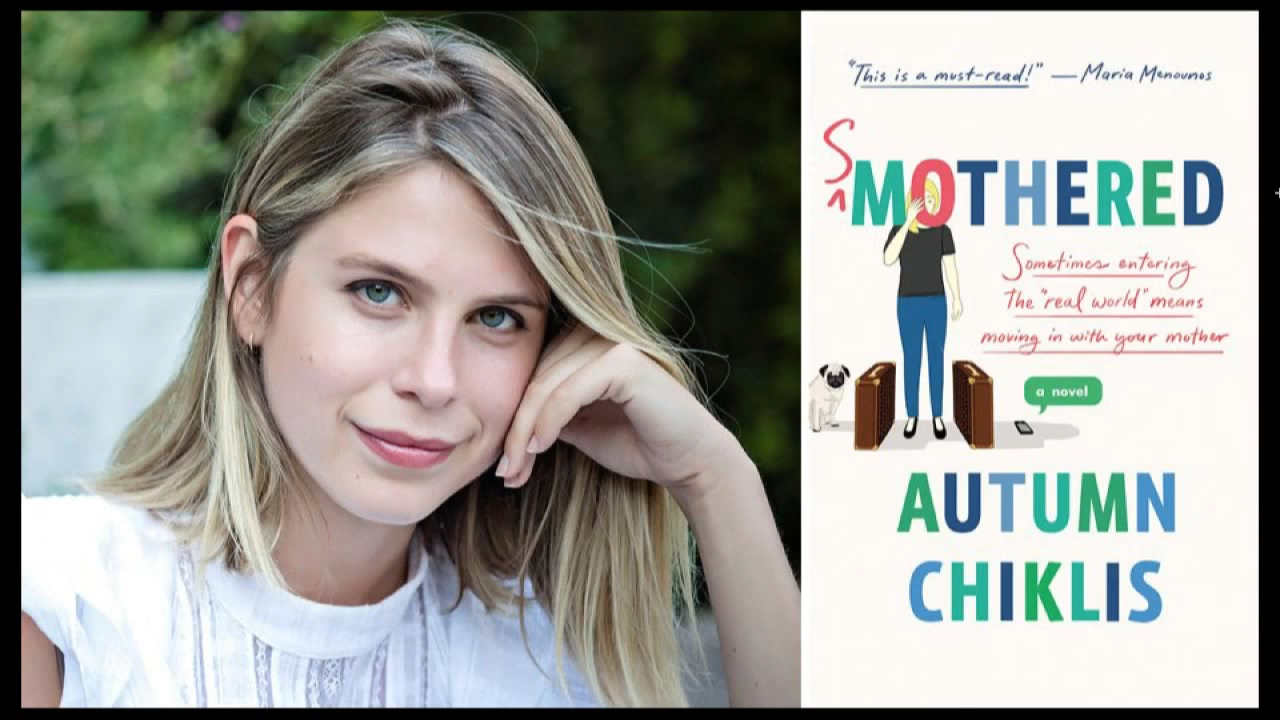 "This is a must-read!" — Maria Menounos
SMOTHERED
Sometimes entering
the "real world" means
moving in with your mother
a novel
AUTUMN
CHIKLIS